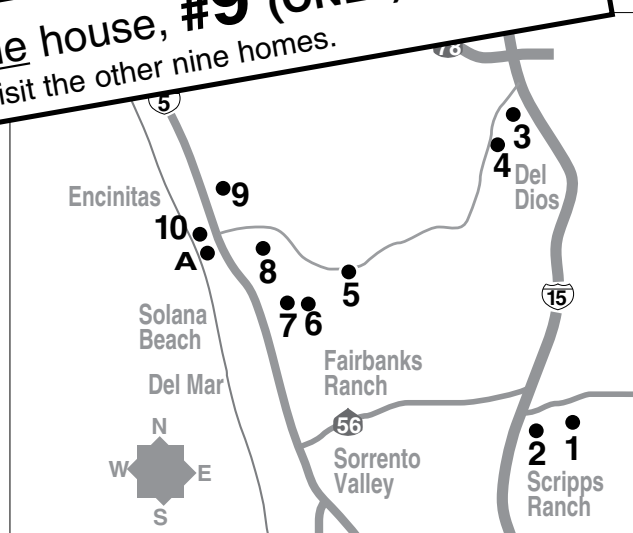 house, #9
visit the other nine homes.
78
5
3
4
Del
Dios
9
Encinitas
10
A
8
5
15
7 6
Solana
Beach
Fairbanks
Ranch
Del Mar
56
N
W E
S
Sorrento
Valley
2 1
Scripps
Ranch